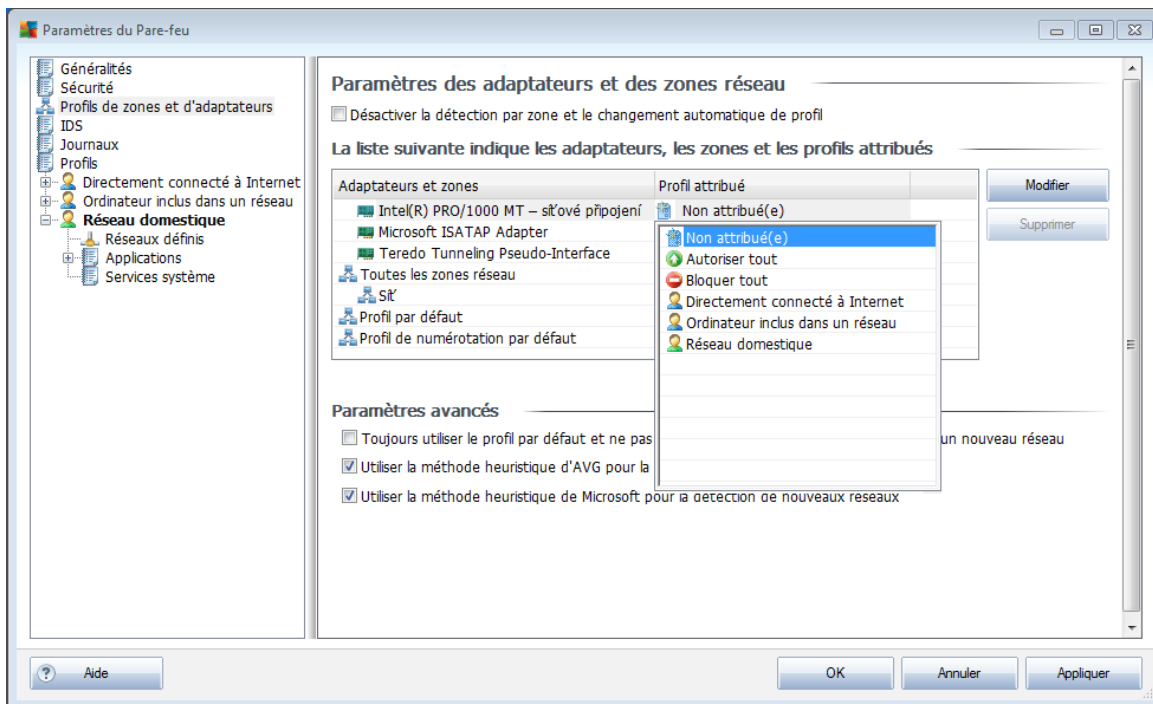 Paramètres du Pare-feu
Généralités
Sécurité
Profils de zones et d'adaptateurs
IDS
Journaux
Profils
Directement connecté à Internet
Ordinateur inclus dans un réseau
Réseau domestique
Réseaux définis
Applications
Services système
Paramètres des adaptateurs et des zones réseau
Désactiver la détection par zone et le changement automatique de profil
La liste suivante indique les adaptateurs, les zones et les profils attribués
Adaptateurs et zones Profil attribué
Intel(R) PRO/1000 MT – síťové připojení Non attribué(e)
Microsoft ISATAP Adapter
Teredo Tunneling Pseudo-Interface
Toutes les zones réseau
Síť
Profil par défaut
Profil de numérotation par défaut
Non attribué(e)
Autoriser tout
Bloquer tout
Directement connecté à Internet
Ordinateur inclus dans un réseau
Réseau domestique
Modifier
Supprimer
Paramètres avancés
Toujours utiliser le profil par défaut et ne pas un nouveau réseau
Utiliser la méthode heuristique d'AVG pour la
Utiliser la méthode heuristique de Microsoft pour la détection de nouveaux réseaux
Aide
OK
Annuler
Appliquer